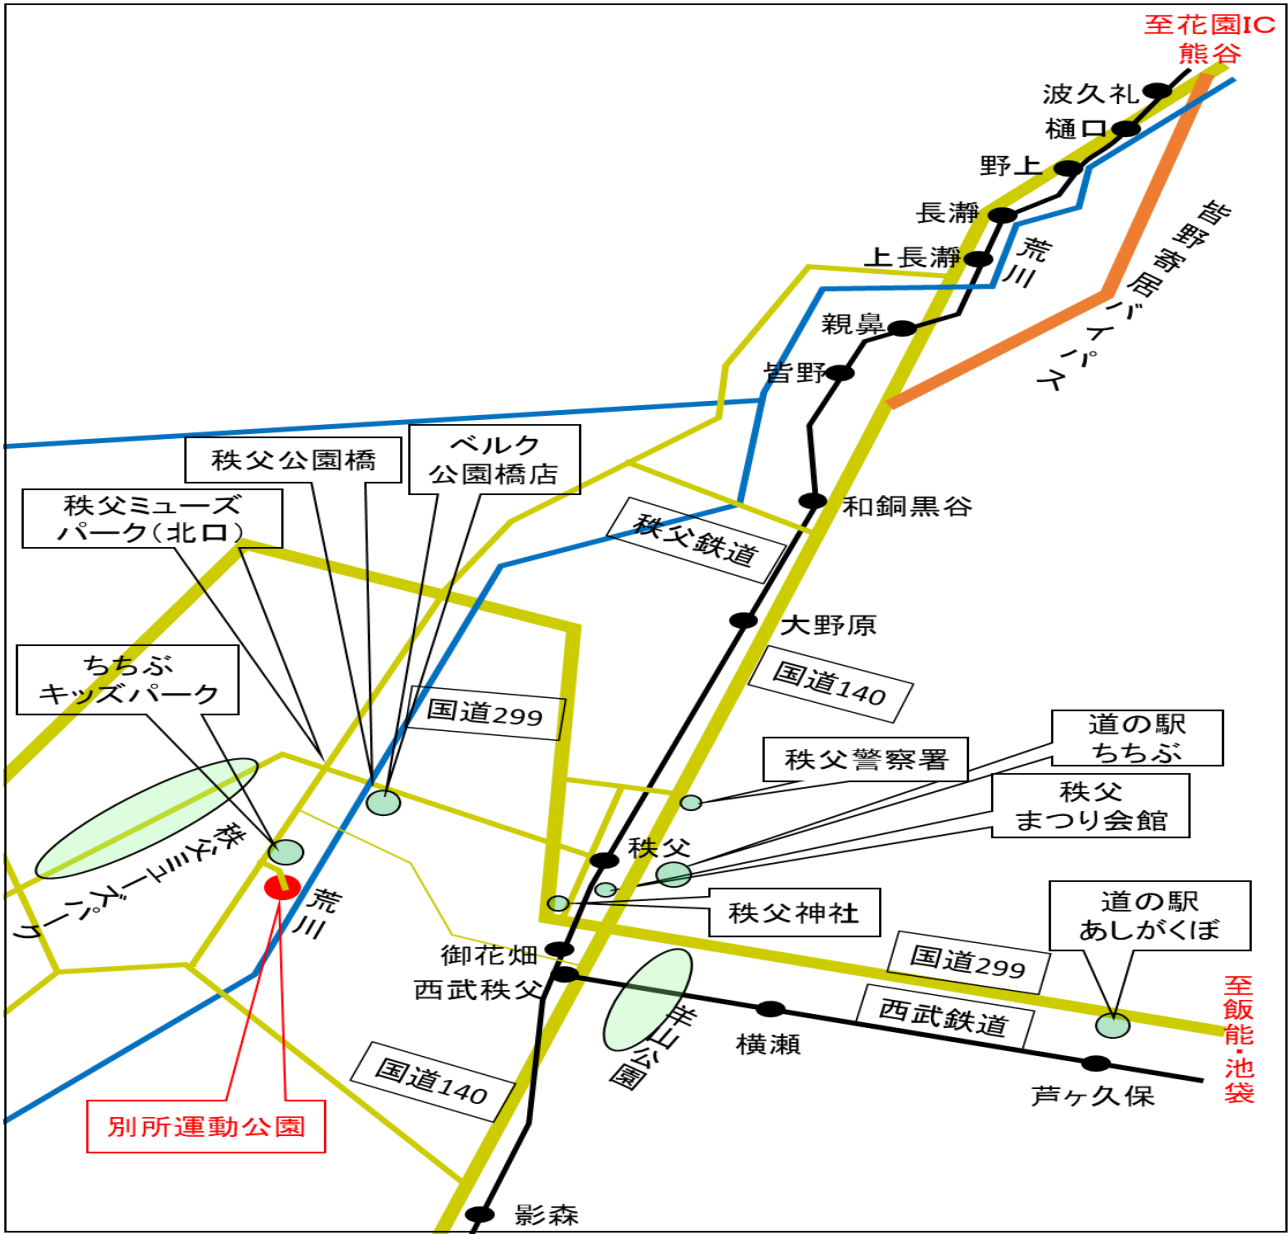 至花園IC
熊谷
波久礼
樋口
野上
長瀞
上長瀞
荒川
皆野寄居バイパス
親鼻
皆野
和銅黒谷
秩父鉄道
大野原
国道140
ベルク
公園橋店
秩父公園橋
秩父ミューズ
パーク(北口)
ちちぶ
キッズパーク
国道299
道の駅
ちちぶ
秩父警察署
秩父
まつり会館
秩父
秩父神社
秩父ミューズパーク
荒川
道の駅
あしがくぼ
御花畑
西武秩父
国道299
西武鉄道
羊山公園
横瀬
芦ヶ久保
至飯能・池袋
国道140
別所運動公園
影森